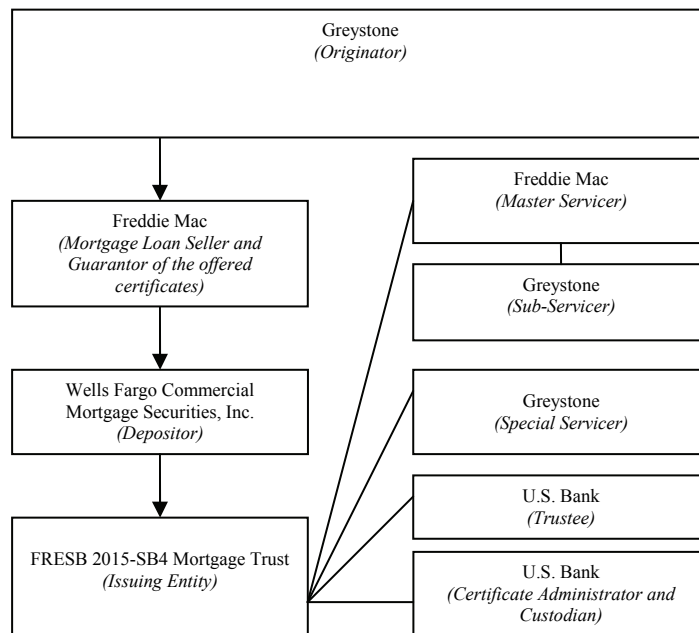 Greystone
(Originator)
Freddie Mac
(Mortgage Loan Seller and
Guarantor of the offered
certificates)
Wells Fargo Commercial
Mortgage Securities, Inc.
(Depositor)
FRESB 2015-SB4 Mortgage Trust
(Issuing Entity)
Freddie Mac
(Master Servicer)
Greystone
(Sub-Servicer)
Greystone
(Special Servicer)
U.S. Bank
(Trustee)
U.S. Bank
(Certificate Administrator and
Custodian)